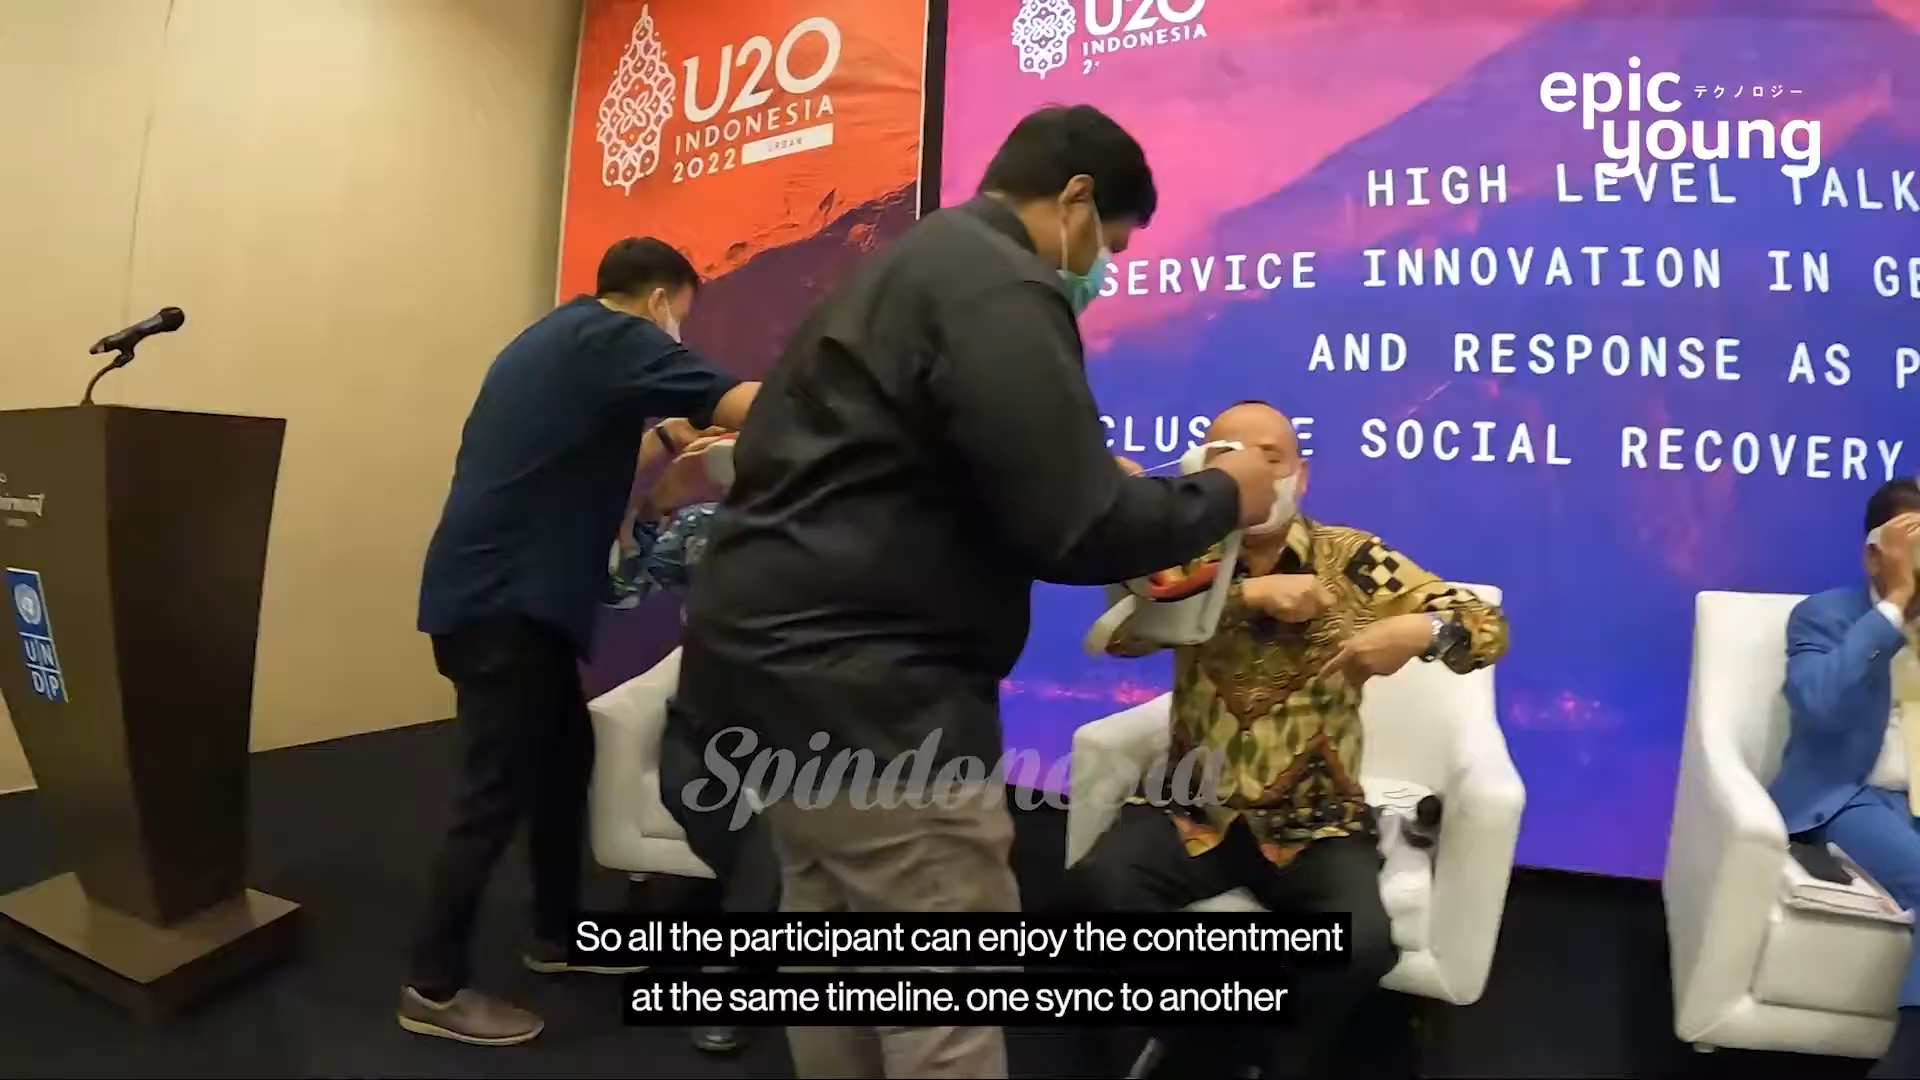 U20
INDONESIA
2022 URBAN
U20
INDONESIA
epic テクノロジー
young
HIGH LEVEL TALK
SERVICE INNOVATION IN GE
AND RESPONSE AS P
CLUS E SOCIAL RECOVERY
UN
DP
Spindonesia
So all the participant can enjoy the contentment
at the same timeline. one sync to another